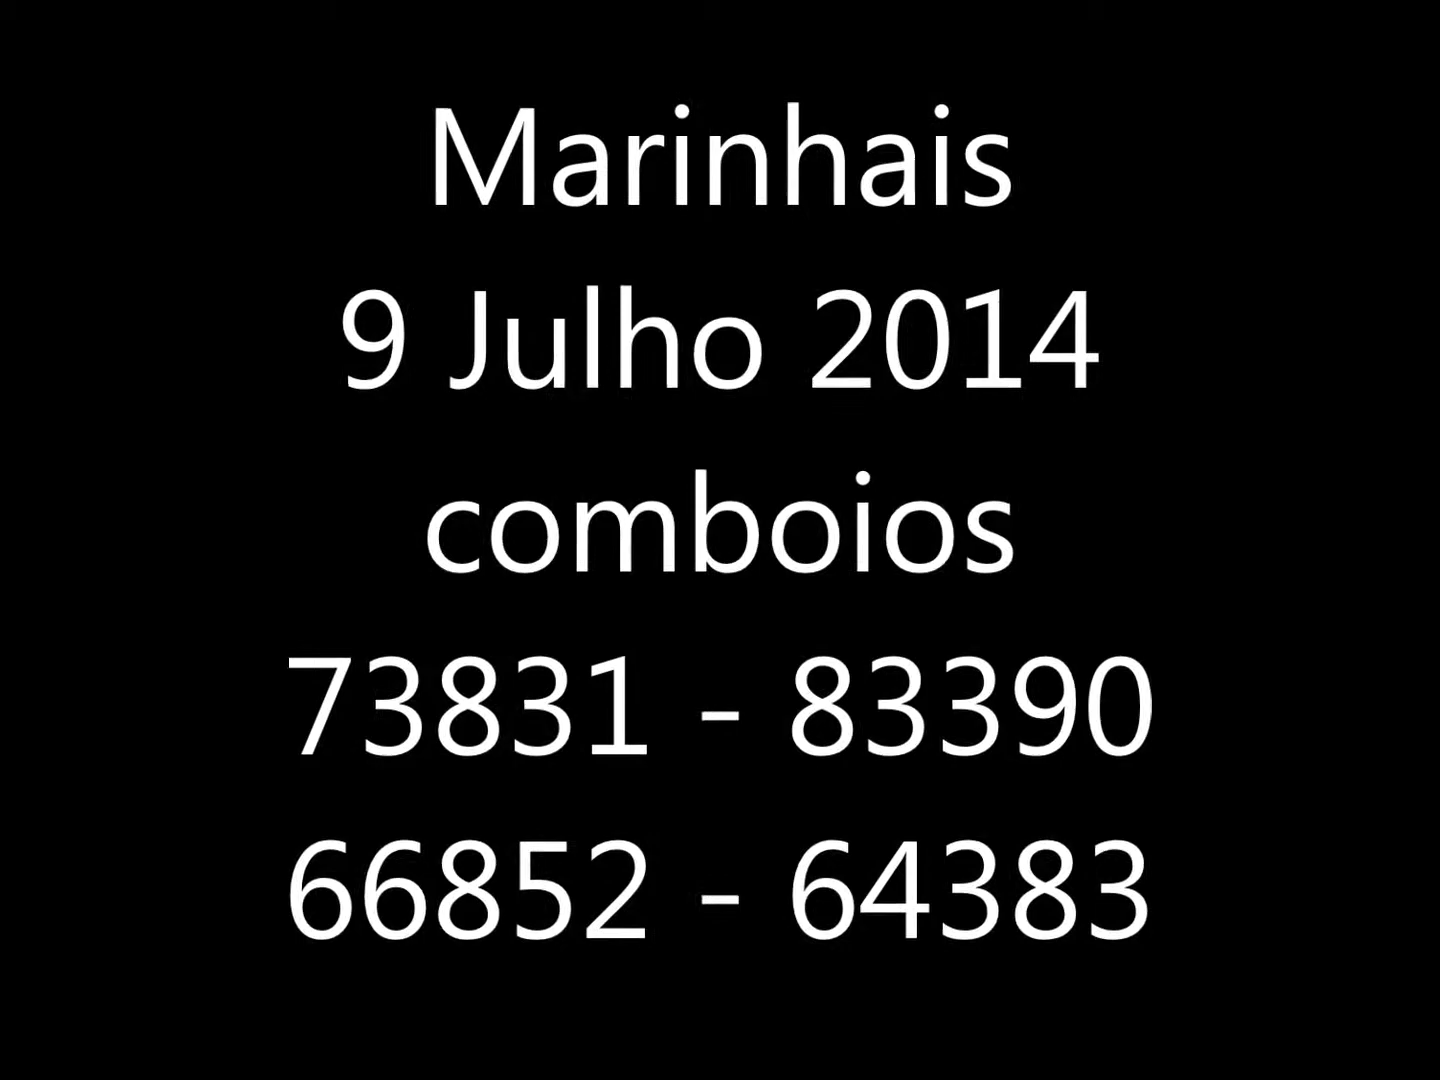 Marinhais
9 Julho 2014
comboios
73831 - 83390
66852 - 64383